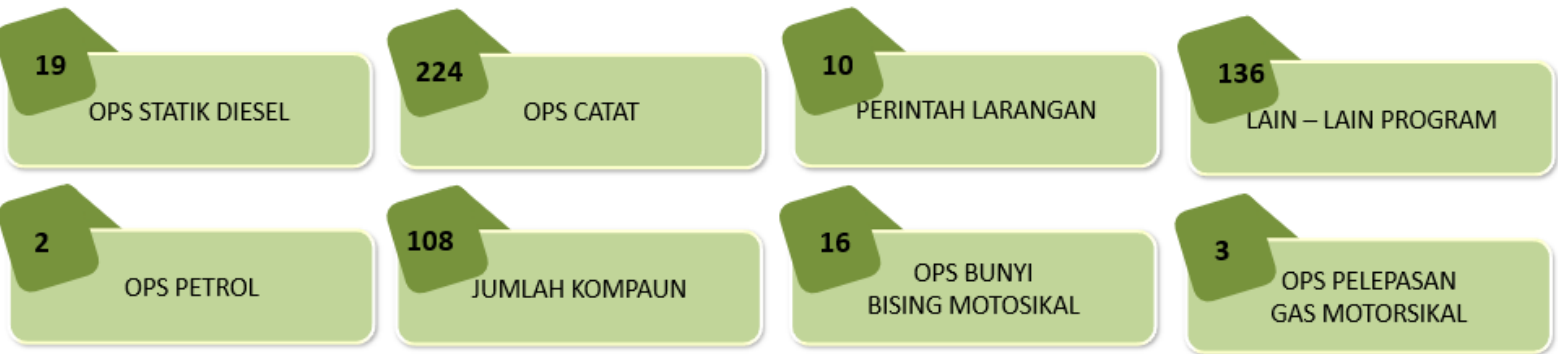 19
OPS STATIK DIESEL
224
OPS CATAT
10
PERINTAH LARANGAN
136
LAIN – LAIN PROGRAM
2
OPS PETROL
108
JUMLAH KOMPAUN
16
OPS BUNYI
BISING MOTOSIKAL
3
OPS PELEPASAN
GAS MOTORSIKAL